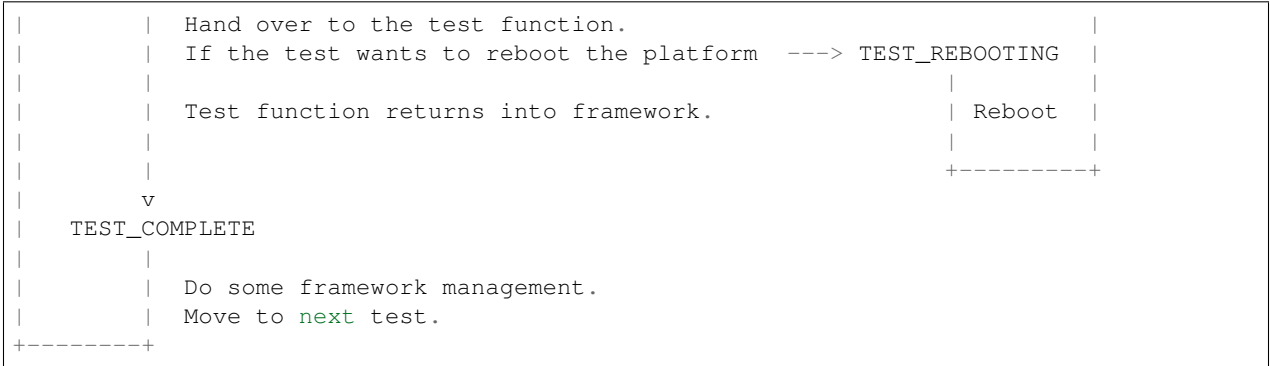 |        |  Hand over to the test function.                             |
|        |  If the test wants to reboot the platform  ---> TEST_REBOOTING  |
|        |                                                    |         |
|        |  Test function returns into framework.             | Reboot  |
|        |                                                    |         |
|        |                                                    +---------+
|        v
|   TEST_COMPLETE
|        |
|        |  Do some framework management.
|        |  Move to next test.
+--------+